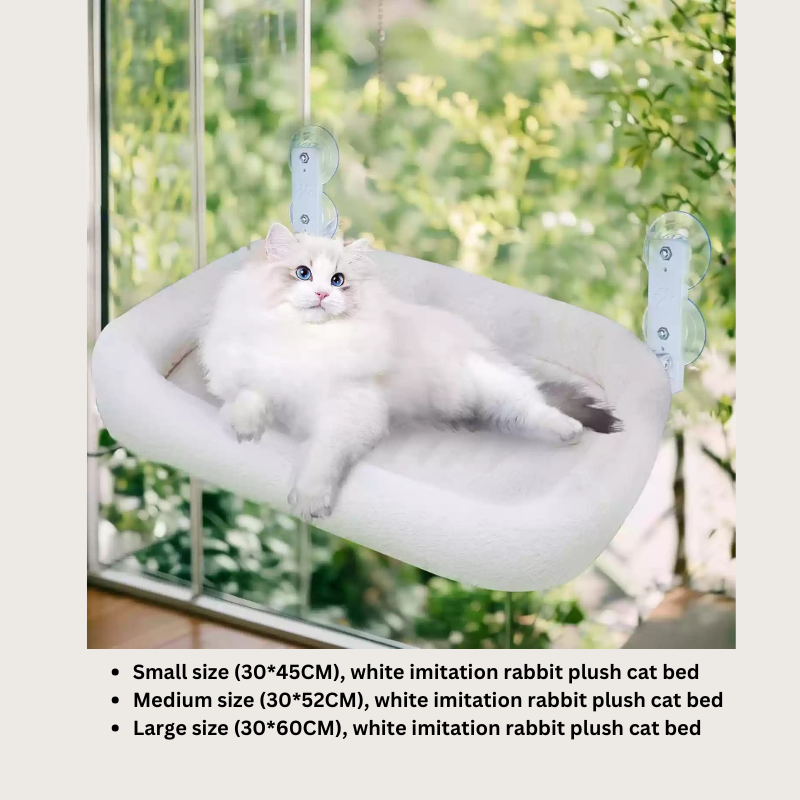 • Small size (30*45CM), white imitation rabbit plush cat bed
• Medium size (30*52CM), white imitation rabbit plush cat bed
• Large size (30*60CM), white imitation rabbit plush cat bed